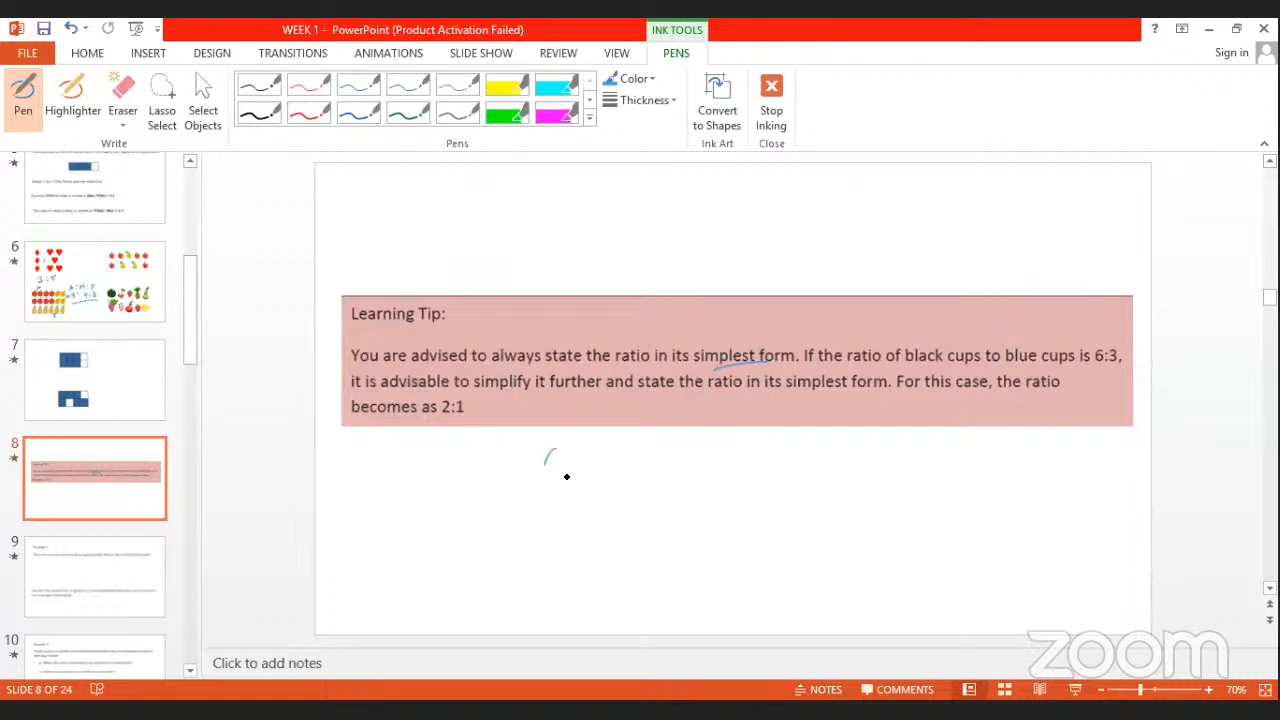 WEEK 1 - PowerPoint (Product Activation Failed)
INK TOOLS
?
FILE
HOME
INSERT
DESIGN
TRANSITIONS
ANIMATIONS
SLIDE SHOW
REVIEW
VIEW
PENS
Sign in
Pen
Highlighter
Eraser
Lasso
Select
Select
Objects
Color
Thickness
Convert
to Shapes
Stop
Inking
Write
Pens
Ink Art
Close
6
7
8
9
10
Learning Tip:
You are advised to always state the ratio in its simplest form. If the ratio of black cups to blue cups is 6:3,
it is advisable to simplify it further and state the ratio in its simplest form. For this case, the ratio
becomes as 2:1
Click to add notes
zoom
SLIDE 8 OF 24
NOTES
COMMENTS
70%